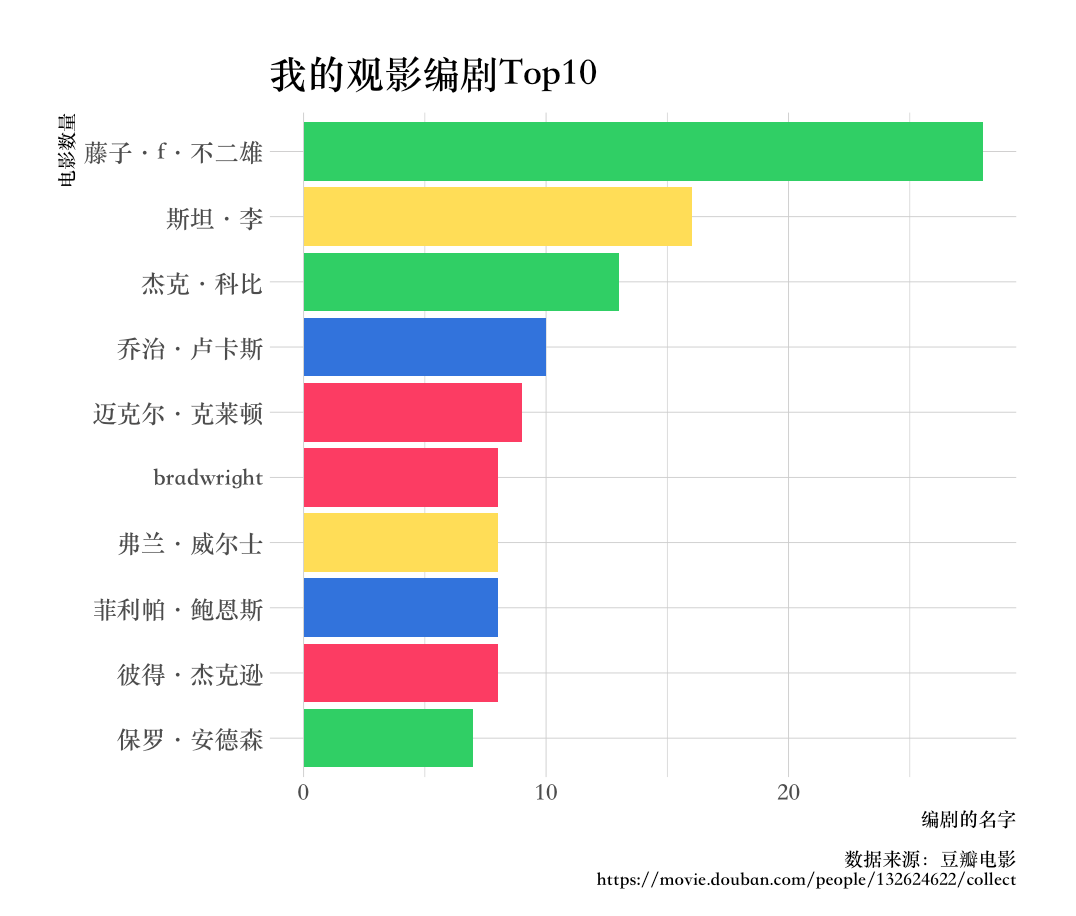 我的观影编剧Top10
电影数量
藤子·f·不二雄
斯坦·李
杰克·科比
乔治·卢卡斯
迈克尔·克莱顿
bradwright
弗兰·威尔士
菲利帕·鲍恩斯
彼得·杰克逊
保罗·安德森
0 10 20
编剧的名字
数据来源：豆瓣电影
https://movie.douban.com/people/132624622/collect